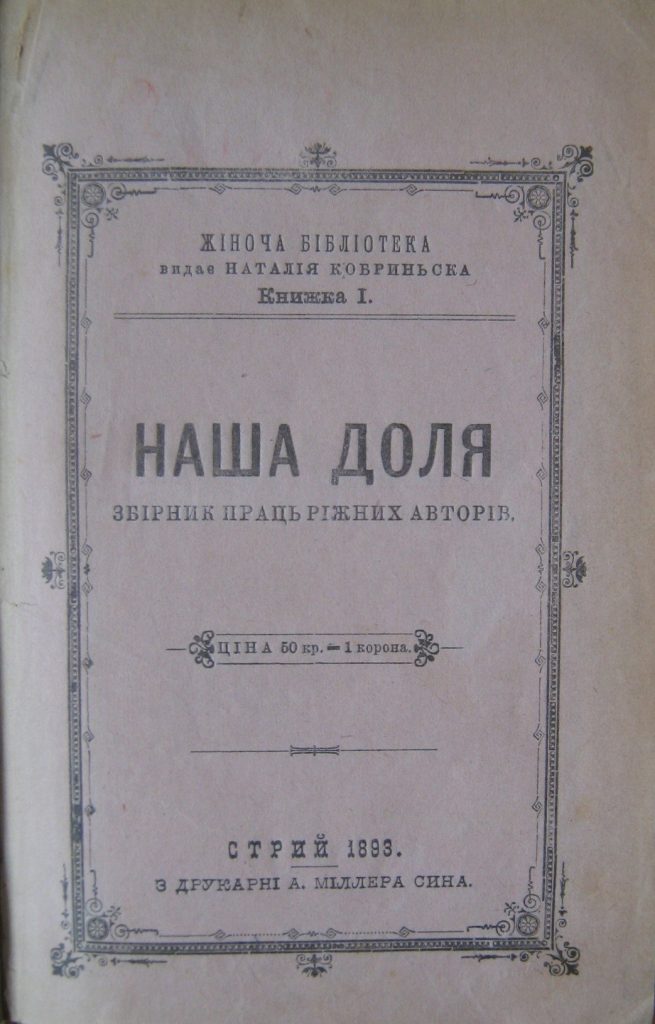 ЖІНОЧА БІБЛІОТЕКА
видає НАТАЛІЯ КОБРИНЬСКА
Книжка І.
НАША ДОЛЯ
ЗБІРНИК ПРАЦЬ РІЖНИХ АВТОРІВ.
ЦІНА 50 кр. = 1 корона.
СТРИЙ 1893.
З ДРУКАРНІ А. МІЛЛЕРА СИНА.